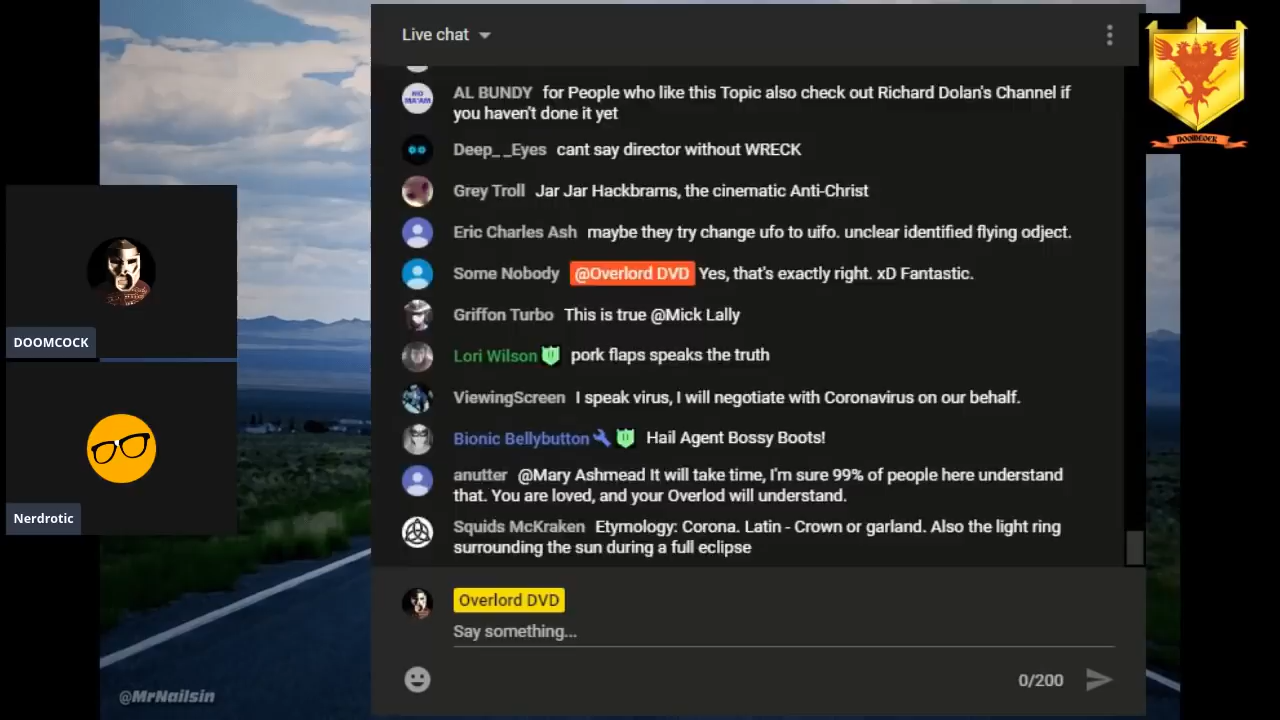 Live chat
AL BUNDY for People who like this Topic also check out Richard Dolan's Channel if
you haven't done it yet
Deep_ _Eyes cant say director without WRECK
Grey Troll Jar Jar Hackbrams, the cinematic Anti-Christ
Eric Charles Ash maybe they try change ufo to uifo. unclear identified flying odject.
Some Nobody @Overlord DVD Yes, that's exactly right. xD Fantastic.
Griffon Turbo This is true @Mick Lally
Lori Wilson pork flaps speaks the truth
ViewingScreen I speak virus, I will negotiate with Coronavirus on our behalf.
Bionic Bellybutton Hail Agent Bossy Boots!
anutter @Mary Ashmead It will take time, I'm sure 99% of people here understand
that. You are loved, and your Overlod will understand.
Squids McKraken Etymology: Corona. Latin - Crown or garland. Also the light ring
surrounding the sun during a full eclipse
Overlord DVD
Say something...
0/200
DOOMCOCK
Nerdrotic
@MrNailsin
DOOMCOCK
NO
MA'AM